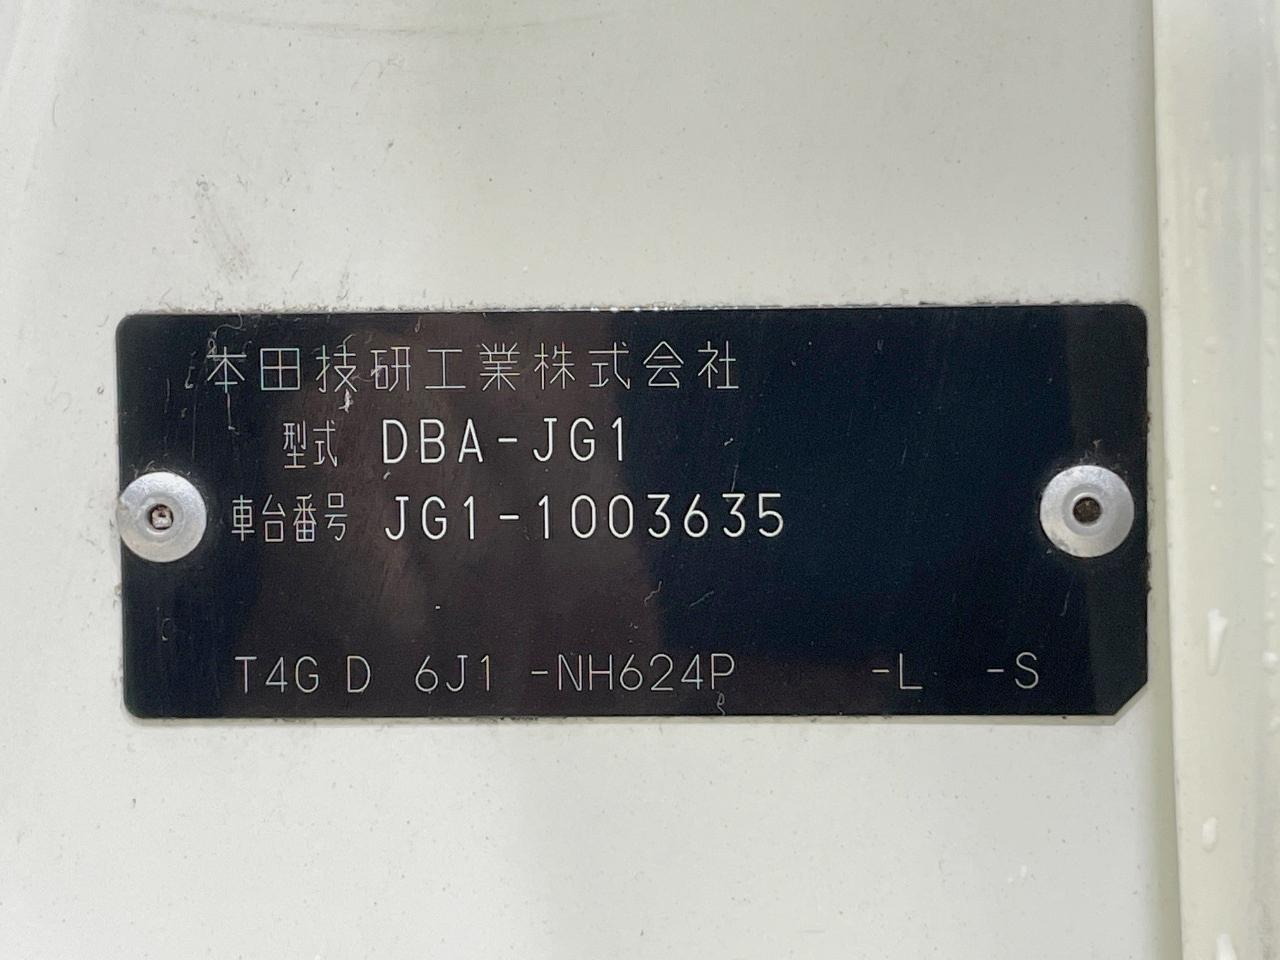 本田技研工業株式会社
型式 DBA-JG1
車台番号 JG1-1003635
T4G D 6J1 -NH624P -L -S